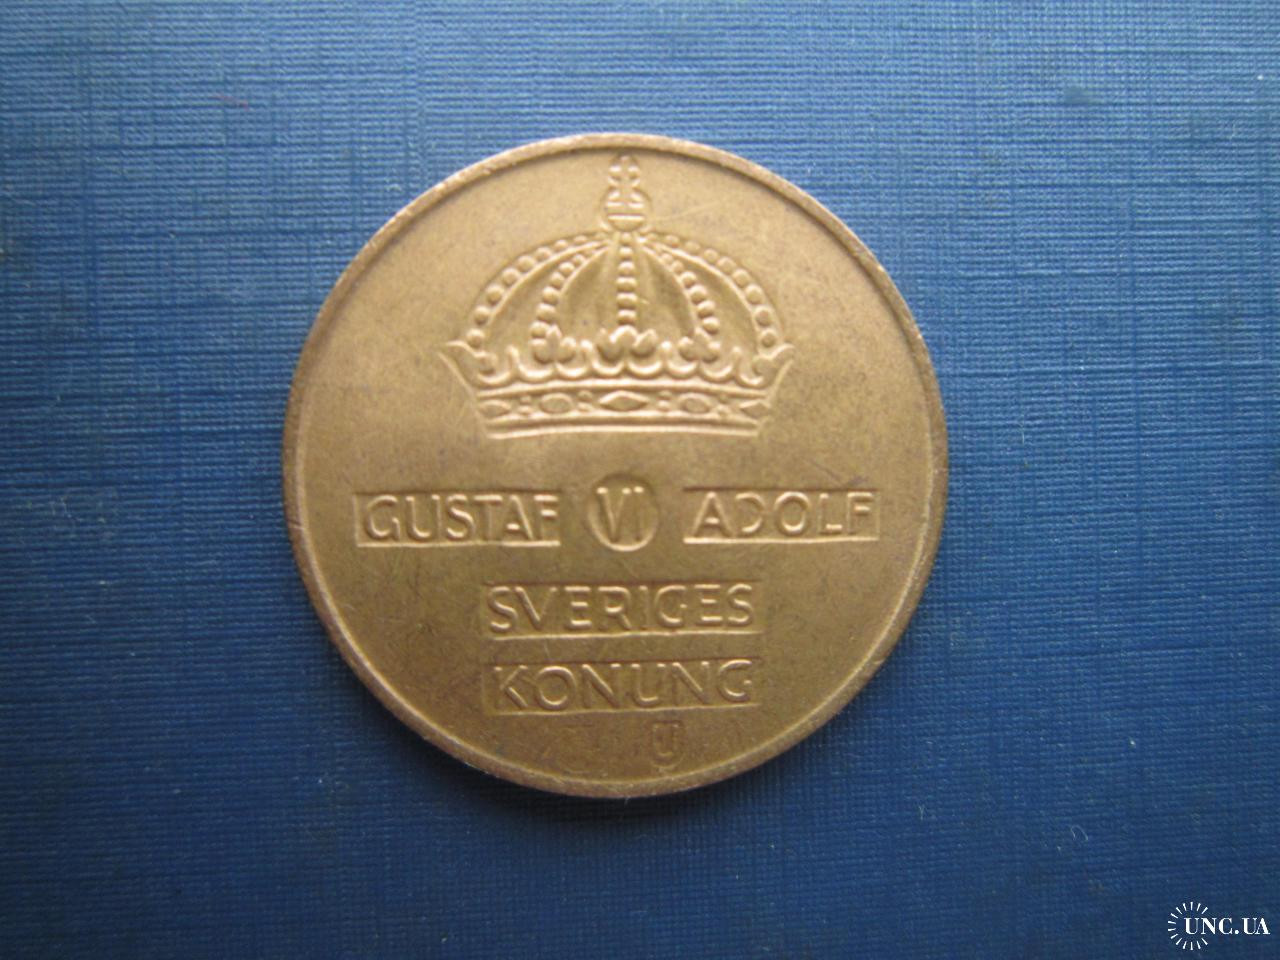 GUSTAF VI ADOLF
SVERIGES
KONUNG
U
UNC.UA